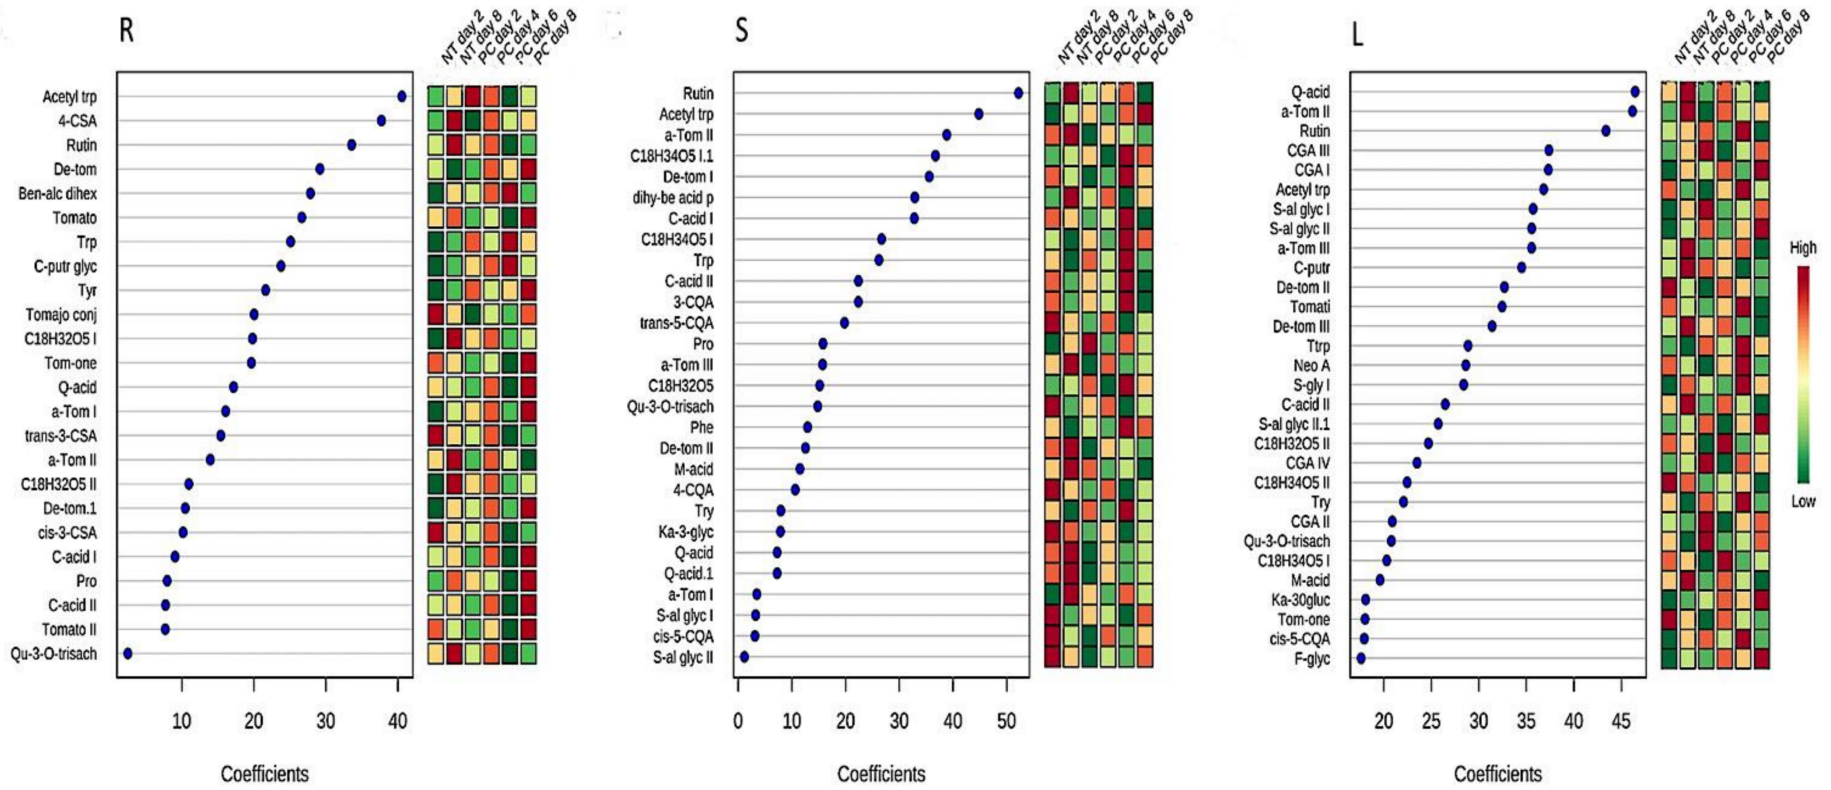 R
NT day 2
NT day 8
PC day 2
PC day 4
PC day 6
PC day 8
Acetyl trp
4-CSA
Rutin
De-tom
Ben-alc dihex
Tomato
Trp
C-putr glyc
Tyr
Tomajo conj
C18H32O5 I
Tom-one
Q-acid
a-Tom I
trans-3-CSA
a-Tom II
C18H32O5 II
De-tom.1
cis-3-CSA
C-acid I
Pro
C-acid II
Tomato II
Qu-3-O-trisach
10 20 30 40
Coefficients
S
NT day 2
NT day 8
PC day 2
PC day 4
PC day 6
PC day 8
Rutin
Acetyl trp
a-Tom II
C18H34O5 I.1
De-tom I
dihy-be acid p
C-acid I
C18H34O5 I
Trp
C-acid II
3-CQA
trans-5-CQA
Pro
a-Tom III
C18H32O5
Qu-3-O-trisach
Phe
De-tom II
M-acid
4-CQA
Try
Ka-3-glyc
Q-acid
Q-acid.1
a-Tom I
S-al glyc I
cis-5-CQA
S-al glyc II
0 10 20 30 40 50
Coefficients
L
NT day 2
NT day 8
PC day 2
PC day 4
PC day 6
PC day 8
Q-acid
a-Tom II
Rutin
CGA III
CGA I
Acetyl trp
S-al glyc I
S-al glyc II
a-Tom III
C-putr
De-tom II
Tomati
De-tom III
Ttrp
Neo A
S-gly I
C-acid II
S-al glyc II.1
C18H32O5 II
CGA IV
C18H34O5 II
Try
CGA II
Qu-3-O-trisach
C18H34O5 I
M-acid
Ka-30gluc
Tom-one
cis-5-CQA
F-glyc
20 25 30 35 40 45
Coefficients
High
Low